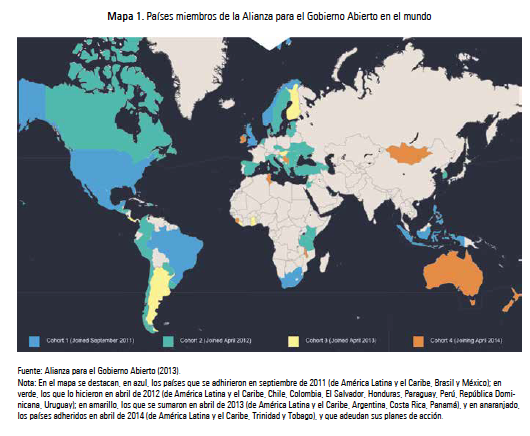 Mapa 1. Países miembros de la Alianza para el Gobierno Abierto en el mundo
Cohort 1 (Joined September 2011)
Cohort 2 (Joined April 2012)
Cohort 3 (Joined April 2013)
Cohort 4 (Joining April 2014)
Fuente: Alianza para el Gobierno Abierto (2013).
Nota: En el mapa se destacan, en azul, los países que se adhirieron en septiembre de 2011 (de América Latina y el Caribe, Brasil y México); en
verde, los que lo hicieron en abril de 2012 (de América Latina y el Caribe, Chile, Colombia, El Salvador, Honduras, Paraguay, Perú, República Domi-
nicana, Uruguay); en amarillo, los que se sumaron en abril de 2013 (de América Latina y el Caribe, Argentina, Costa Rica, Panamá), y en anaranjado,
los países adheridos en abril de 2014 (de América Latina y el Caribe, Trinidad y Tobago), y que adeudan sus planes de acción.